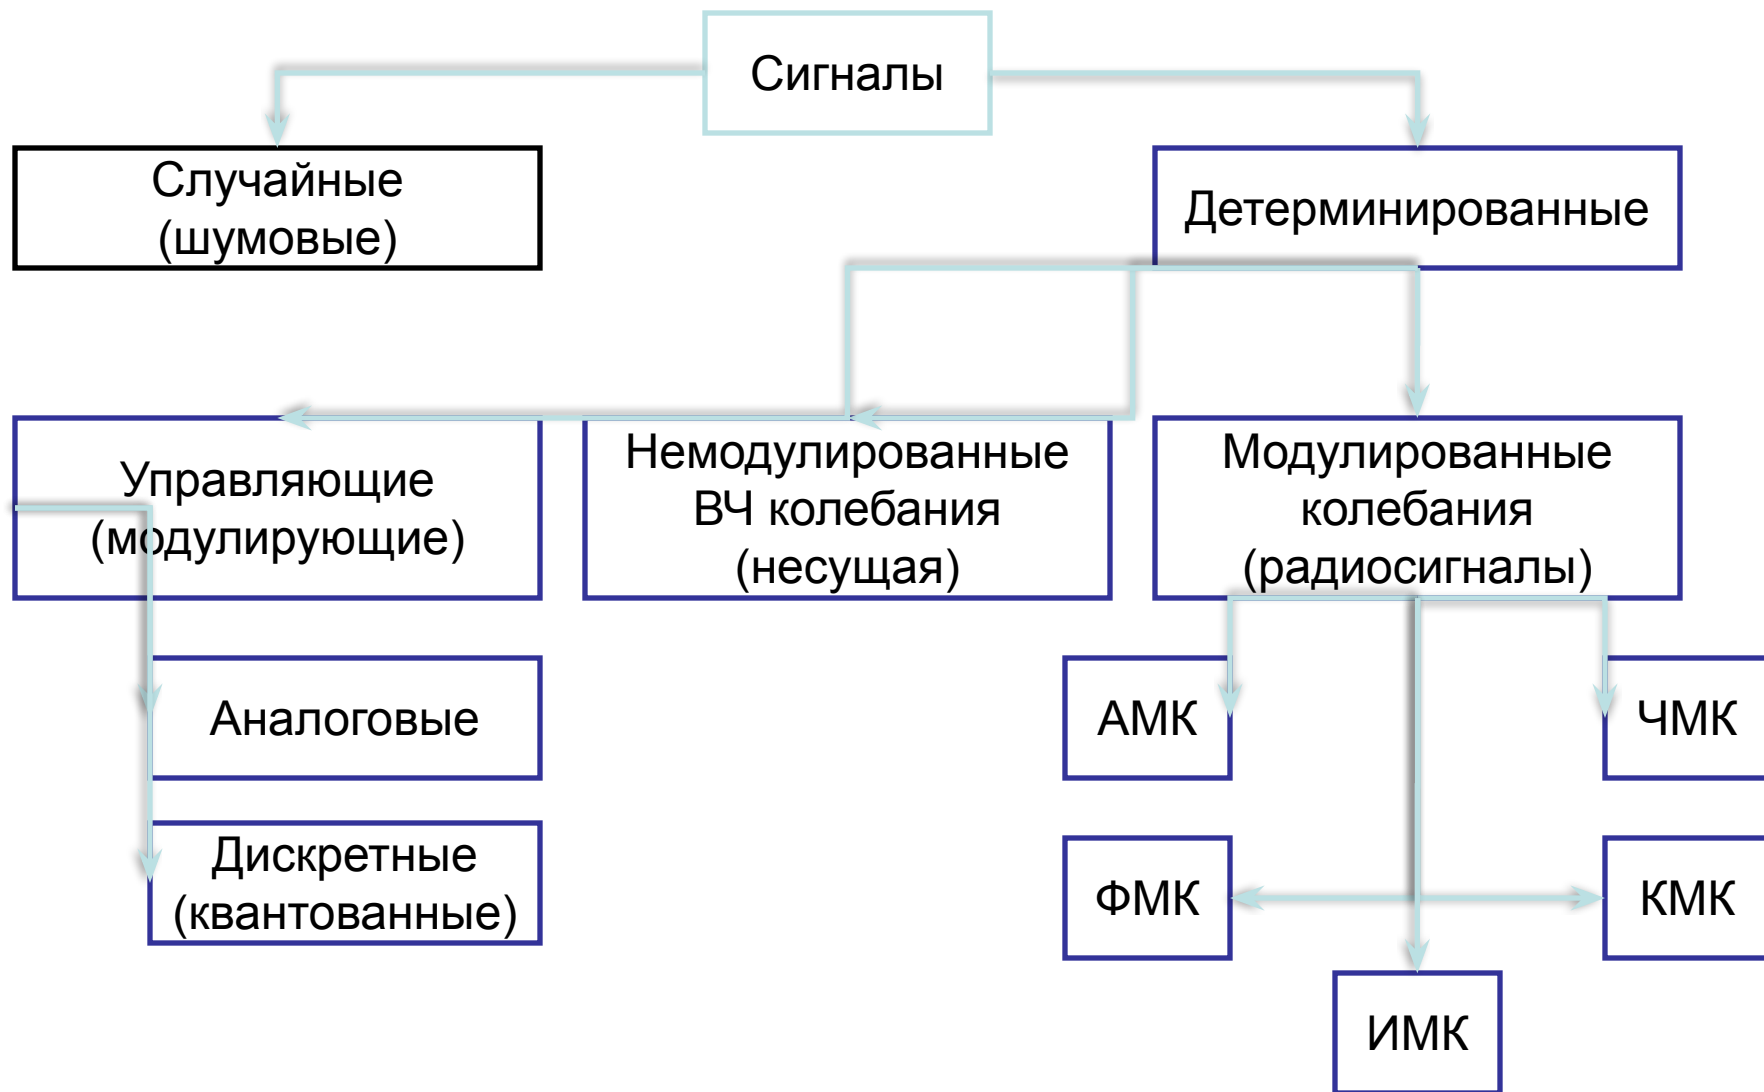 Сигналы
Случайные
(шумовые)
Детерминированные
Управляющие
(модулирующие)
Немодулированные
ВЧ колебания
(несущая)
Модулированные
колебания
(радиосигналы)
Аналоговые
АМК
ЧМК
Дискретные
(квантованные)
ФМК
КМК
ИМК